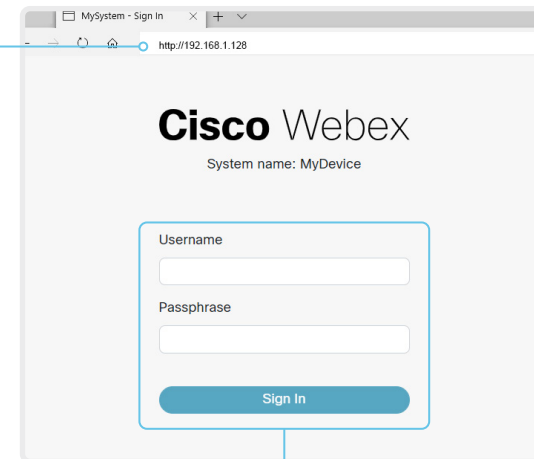 MySystem - Sign In
http://192.168.1.128
Cisco Webex
System name: MyDevice
Username
Passphrase
Sign In